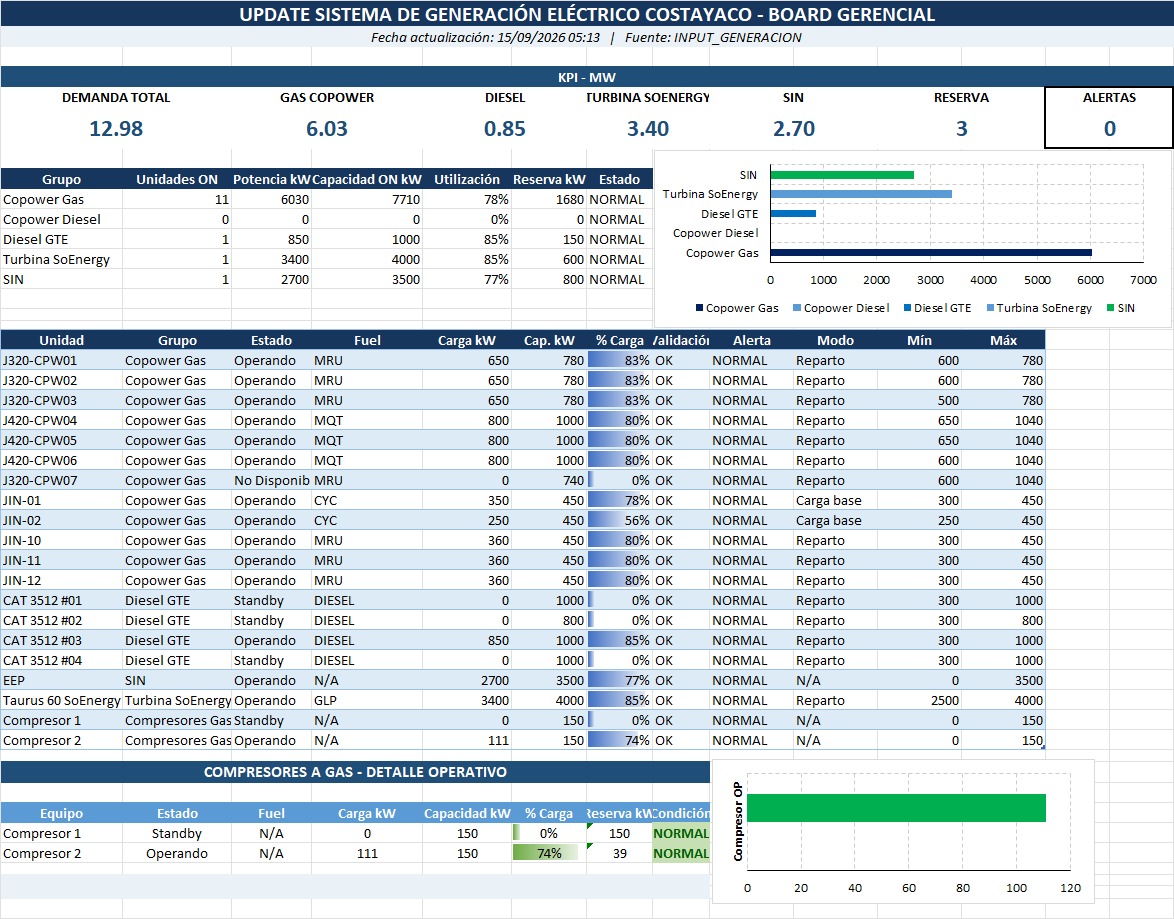 UPDATE SISTEMA DE GENERACIÓN ELÉCTRICO COSTAYACO - BOARD GERENCIAL
Fecha actualización: 15/09/2026 05:13 | Fuente: INPUT_GENERACION
KPI - MW
DEMANDA TOTAL GAS COPOWER DIESEL TURBINA SOENERGY SIN RESERVA ALERTAS
12.98 6.03 0.85 3.40 2.70 3 0
Grupo Unidades ON Potencia kW Capacidad ON kW Utilización Reserva kW Estado
Copower Gas 11 6030 7710 78% 1680 NORMAL
Copower Diesel 0 0 0 0% 0 NORMAL
Diesel GTE 1 850 1000 85% 150 NORMAL
Turbina SoEnergy 1 3400 4000 85% 600 NORMAL
SIN 1 2700 3500 77% 800 NORMAL
SIN
Turbina SoEnergy
Diesel GTE
Copower Diesel
Copower Gas
0 1000 2000 3000 4000 5000 6000 7000
Copower Gas Copower Diesel Diesel GTE Turbina SoEnergy SIN
Unidad Grupo Estado Fuel Carga kW Cap. kW % Carga Validación Alerta Modo Mín Máx
J320-CPW01 Copower Gas Operando MRU 650 780 83% OK NORMAL Reparto 600 780
J320-CPW02 Copower Gas Operando MRU 650 780 83% OK NORMAL Reparto 600 780
J320-CPW03 Copower Gas Operando MRU 650 780 83% OK NORMAL Reparto 500 780
J420-CPW04 Copower Gas Operando MQT 800 1000 80% OK NORMAL Reparto 650 1040
J420-CPW05 Copower Gas Operando MQT 800 1000 80% OK NORMAL Reparto 650 1040
J420-CPW06 Copower Gas Operando MQT 800 1000 80% OK NORMAL Reparto 600 1040
J320-CPW07 Copower Gas No Disponib MRU 0 740 0% OK NORMAL Reparto 600 1040
JIN-01 Copower Gas Operando CYC 350 450 78% OK NORMAL Carga base 300 450
JIN-02 Copower Gas Operando CYC 250 450 56% OK NORMAL Carga base 250 450
JIN-10 Copower Gas Operando MRU 360 450 80% OK NORMAL Reparto 300 450
JIN-11 Copower Gas Operando MRU 360 450 80% OK NORMAL Reparto 300 450
JIN-12 Copower Gas Operando MRU 360 450 80% OK NORMAL Reparto 300 450
CAT 3512 #01 Diesel GTE Standby DIESEL 0 1000 0% OK NORMAL Reparto 300 1000
CAT 3512 #02 Diesel GTE Standby DIESEL 0 800 0% OK NORMAL Reparto 300 800
CAT 3512 #03 Diesel GTE Operando DIESEL 850 1000 85% OK NORMAL Reparto 300 1000
CAT 3512 #04 Diesel GTE Standby DIESEL 0 1000 0% OK NORMAL Reparto 300 1000
EEP SIN Operando N/A 2700 3500 77% OK NORMAL N/A 0 3500
Taurus 60 SoEnergy Turbina SoEnergy Operando GLP 3400 4000 85% OK NORMAL Reparto 2500 4000
Compresor 1 Compresores Gas Standby N/A 0 150 0% OK NORMAL N/A 0 150
Compresor 2 Compresores Gas Operando N/A 111 150 74% OK NORMAL N/A 0 150
COMPRESORES A GAS - DETALLE OPERATIVO
Equipo Estado Fuel Carga kW Capacidad kW % Carga Reserva kW Condición
Compresor 1 Standby N/A 0 150 0% 150 NORMAL
Compresor 2 Operando N/A 111 150 74% 39 NORMAL
Compresor OP
0 20 40 60 80 100 120